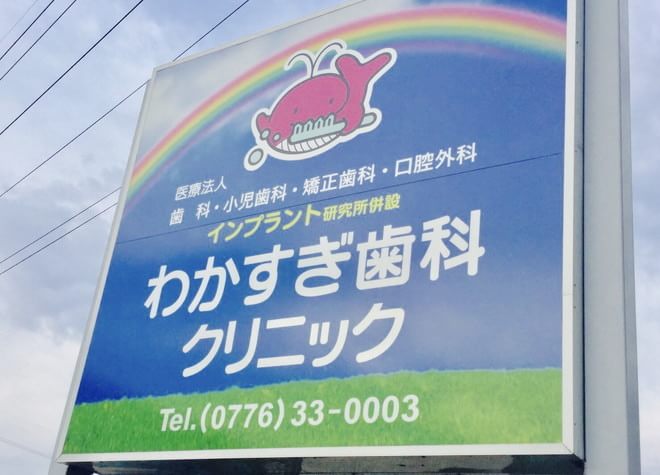 医療法人
歯 科・小児歯科・矯正歯科・口腔外科
インプラント研究所併設
わかすぎ歯科
クリニック
Tel.(0776)33-0003